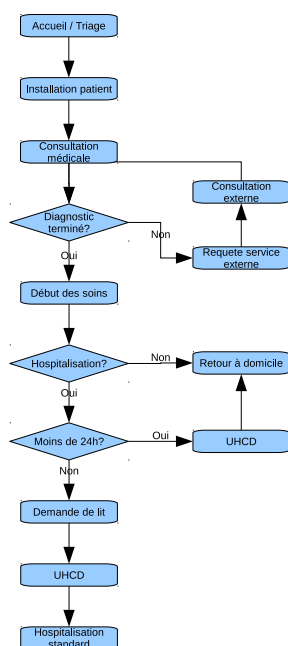 Accueil / Triage
Installation patient
Consultation
médicale
Consultation
externe
Diagnostic
terminé?
Non
Requete service
externe
Oui
Début des soins
Hospitalisation?
Non
Retour à domicile
Oui
Moins de 24h?
Oui
UHCD
Non
Demande de lit
UHCD
Hospitalisation
standard